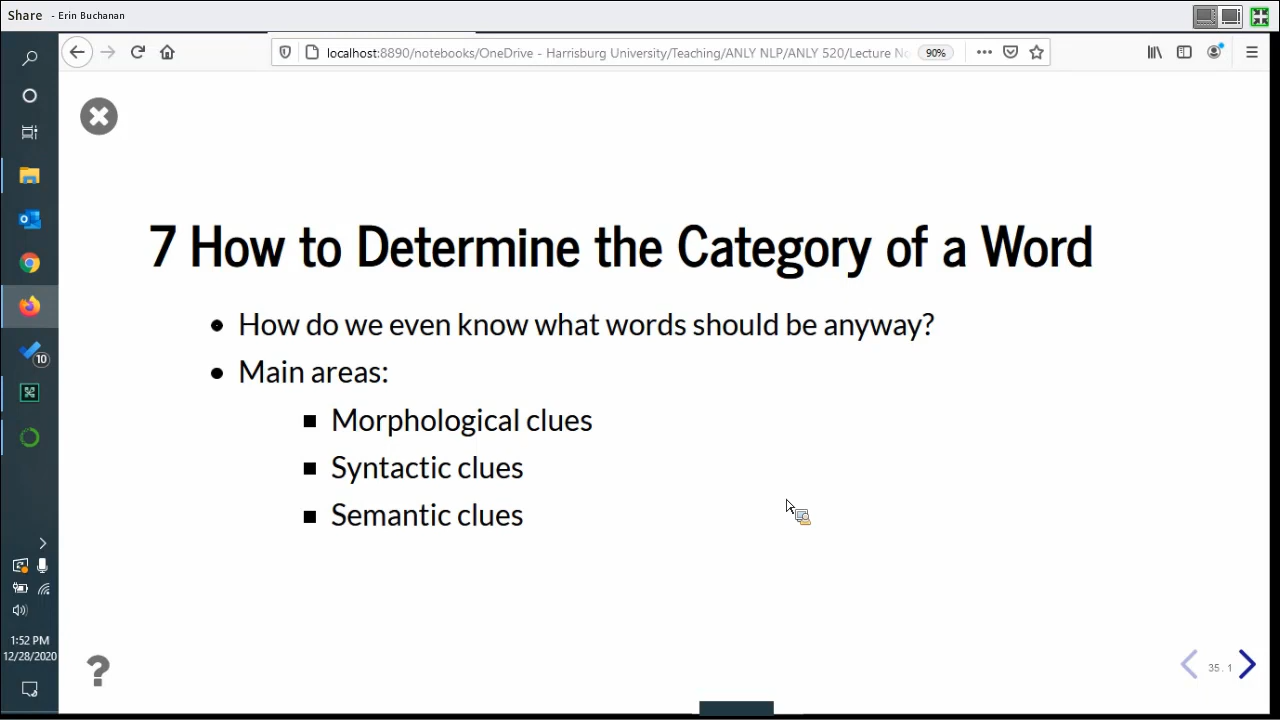 Share - Erin Buchanan
localhost:8890/notebooks/OneDrive - Harrisburg University/Teaching/ANLY NLP/ANLY 520/Lecture No
90%
7 How to Determine the Category of a Word
How do we even know what words should be anyway?
Main areas:
Morphological clues
Syntactic clues
Semantic clues
10
1:52 PM
12/28/2020
?
35.1